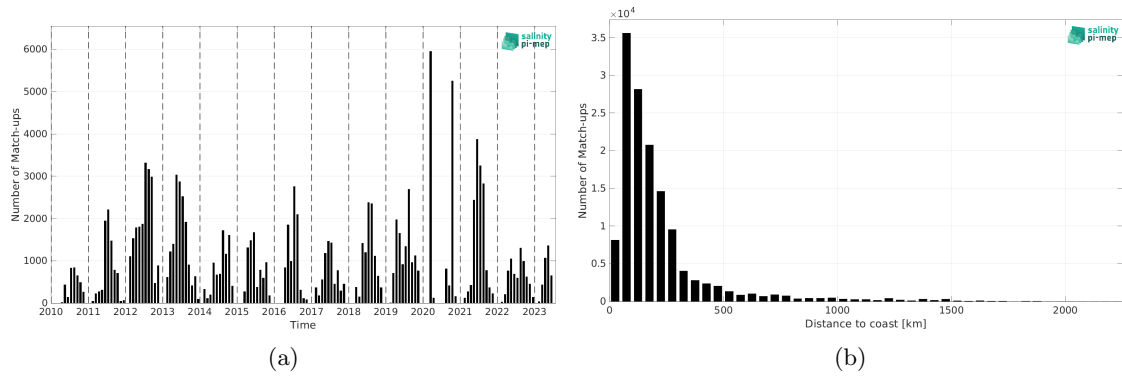 salinity
pi-mep
6000
5000
4000
3000
2000
1000
0
Number of Match-ups
2010 2011 2012 2013 2014 2015 2016 2017 2018 2019 2020 2021 2022 2023
Time
(a)
×10⁴
salinity
pi-mep
3.5
3
2.5
2
1.5
1
0.5
0
Number of Match-ups
0 500 1000 1500 2000
Distance to coast [km]
(b)